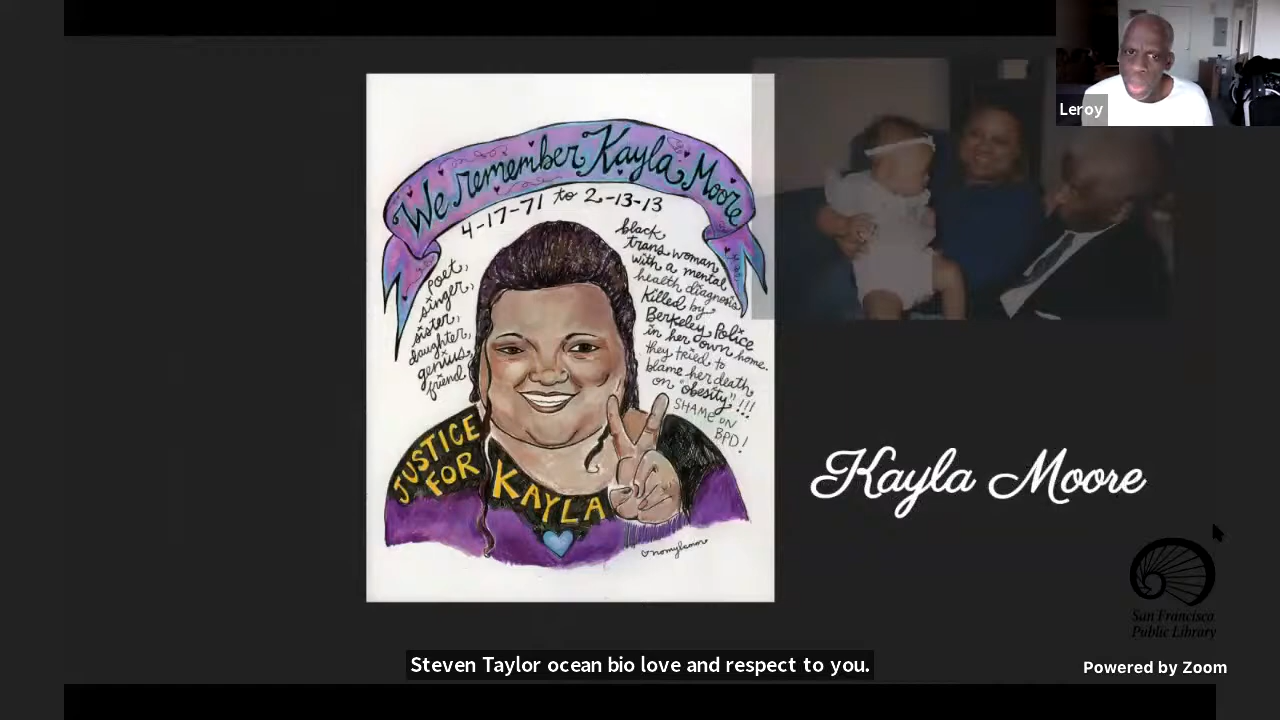 Leroy
We remember Kayla Moore
4-17-71 to 2-13-13
poet,
singer,
sister,
daughter,
genius,
friend
black
trans woman
with a mental
health diagnosis
killed by
Berkeley Police
in her own home.
they tried to
blame her death
on "obesity"!!!
SHAME ON
BPD!
JUSTICE
FOR
KAYLA
nomylamm
Kayla Moore
San Francisco
Public Library
Steven Taylor ocean bio love and respect to you.
Powered by Zoom